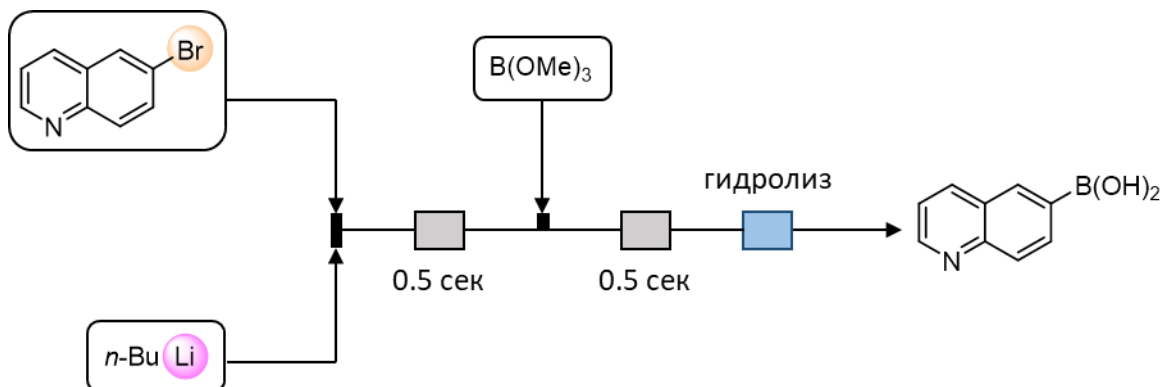 Br
N
B(OMe)3
гидролиз
0.5 сек
0.5 сек
B(OH)2
N
n-Bu Li